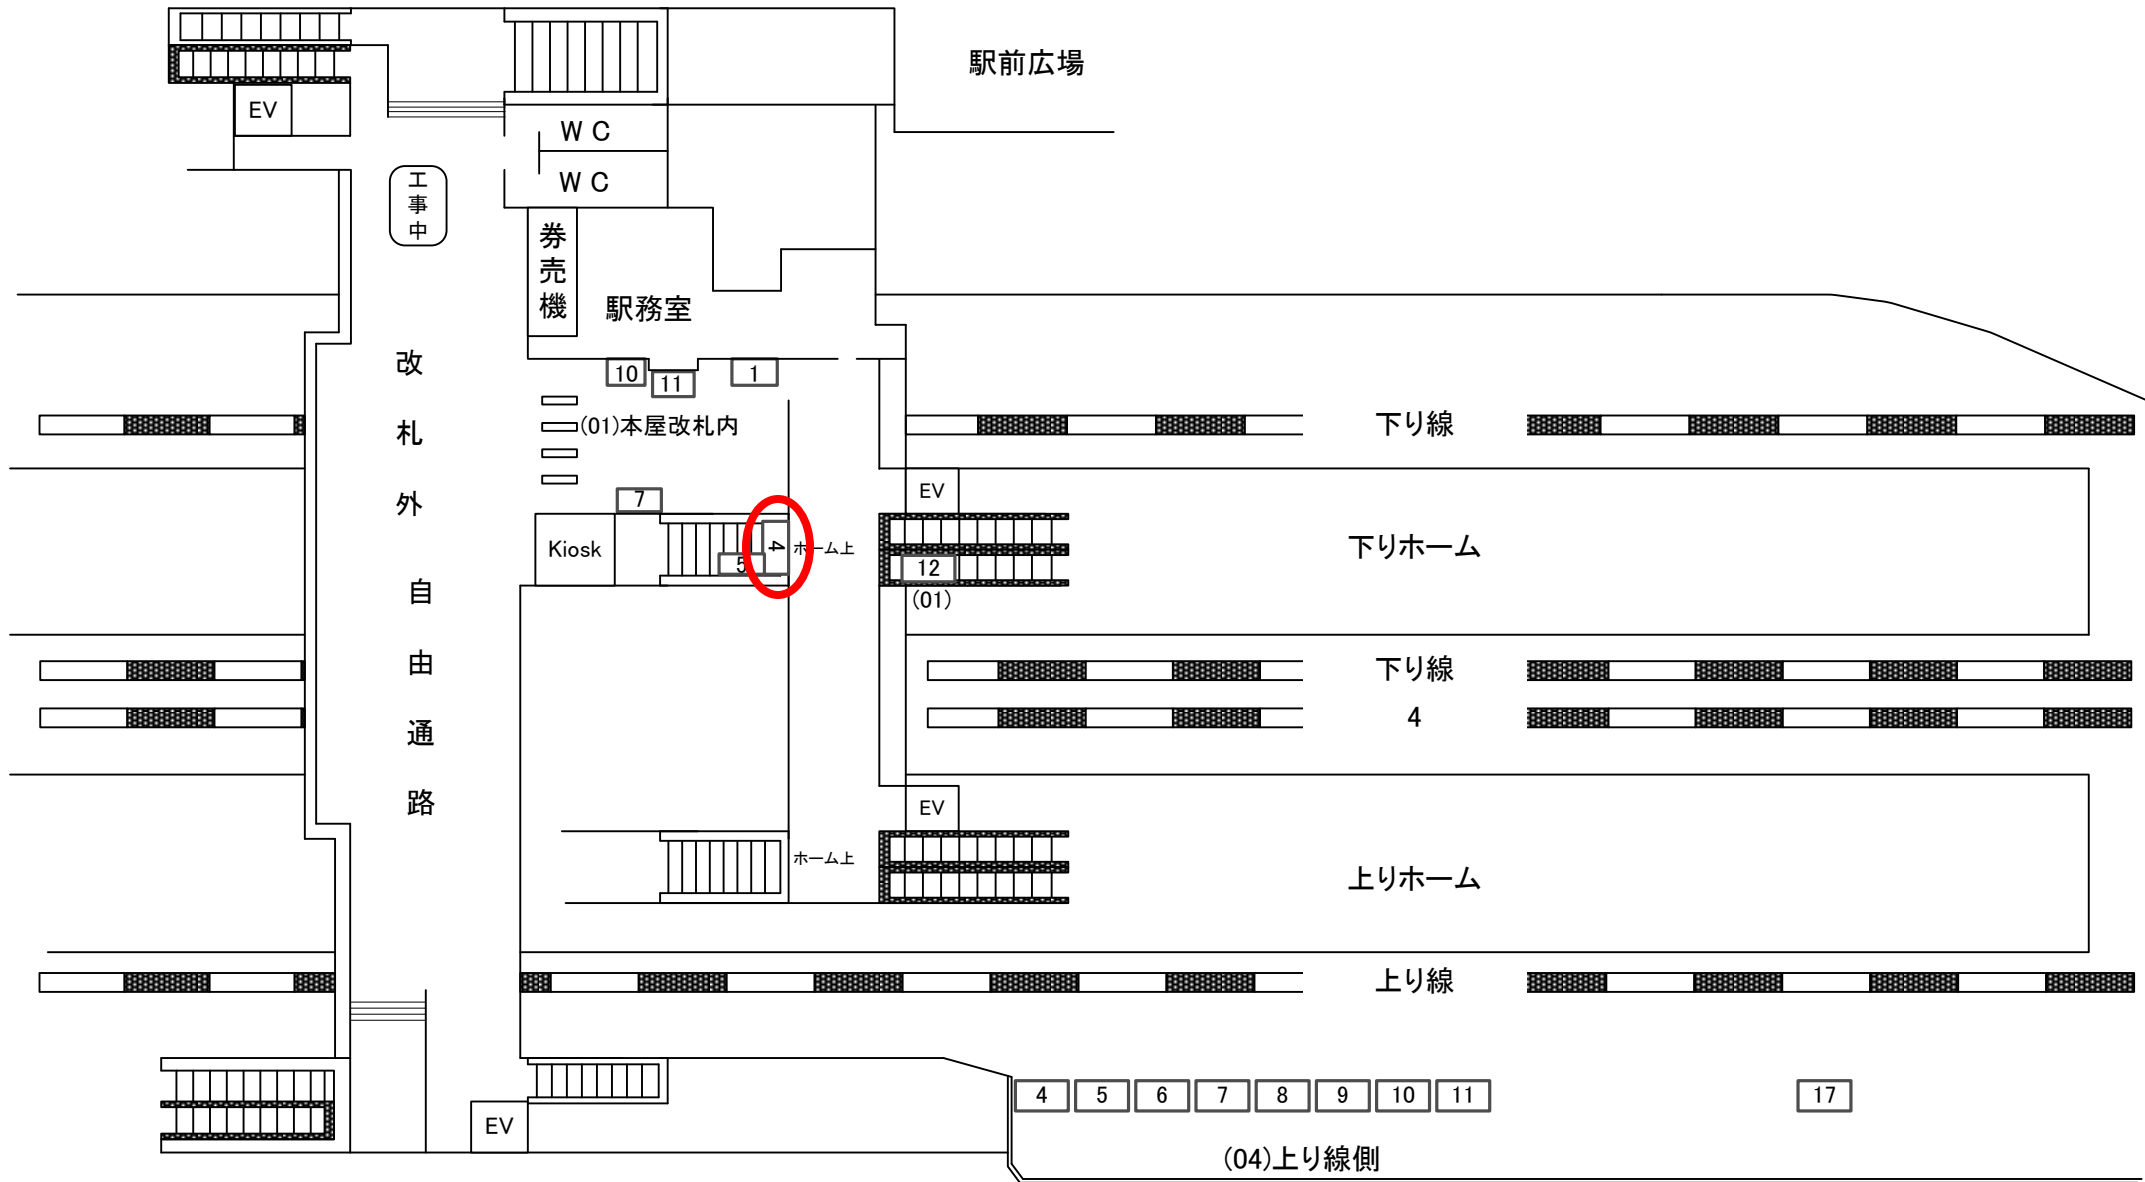 駅前広場
EV
WC
WC
工事中
券売機
駅務室
改札外自由通路
10
11
1
(01)本屋改札内
下り線
7
EV
Kiosk
4
5
ホーム上
12
(01)
下りホーム
下り線
4
EV
ホーム上
上りホーム
上り線
EV
4
5
6
7
8
9
10
11
17
(04)上り線側